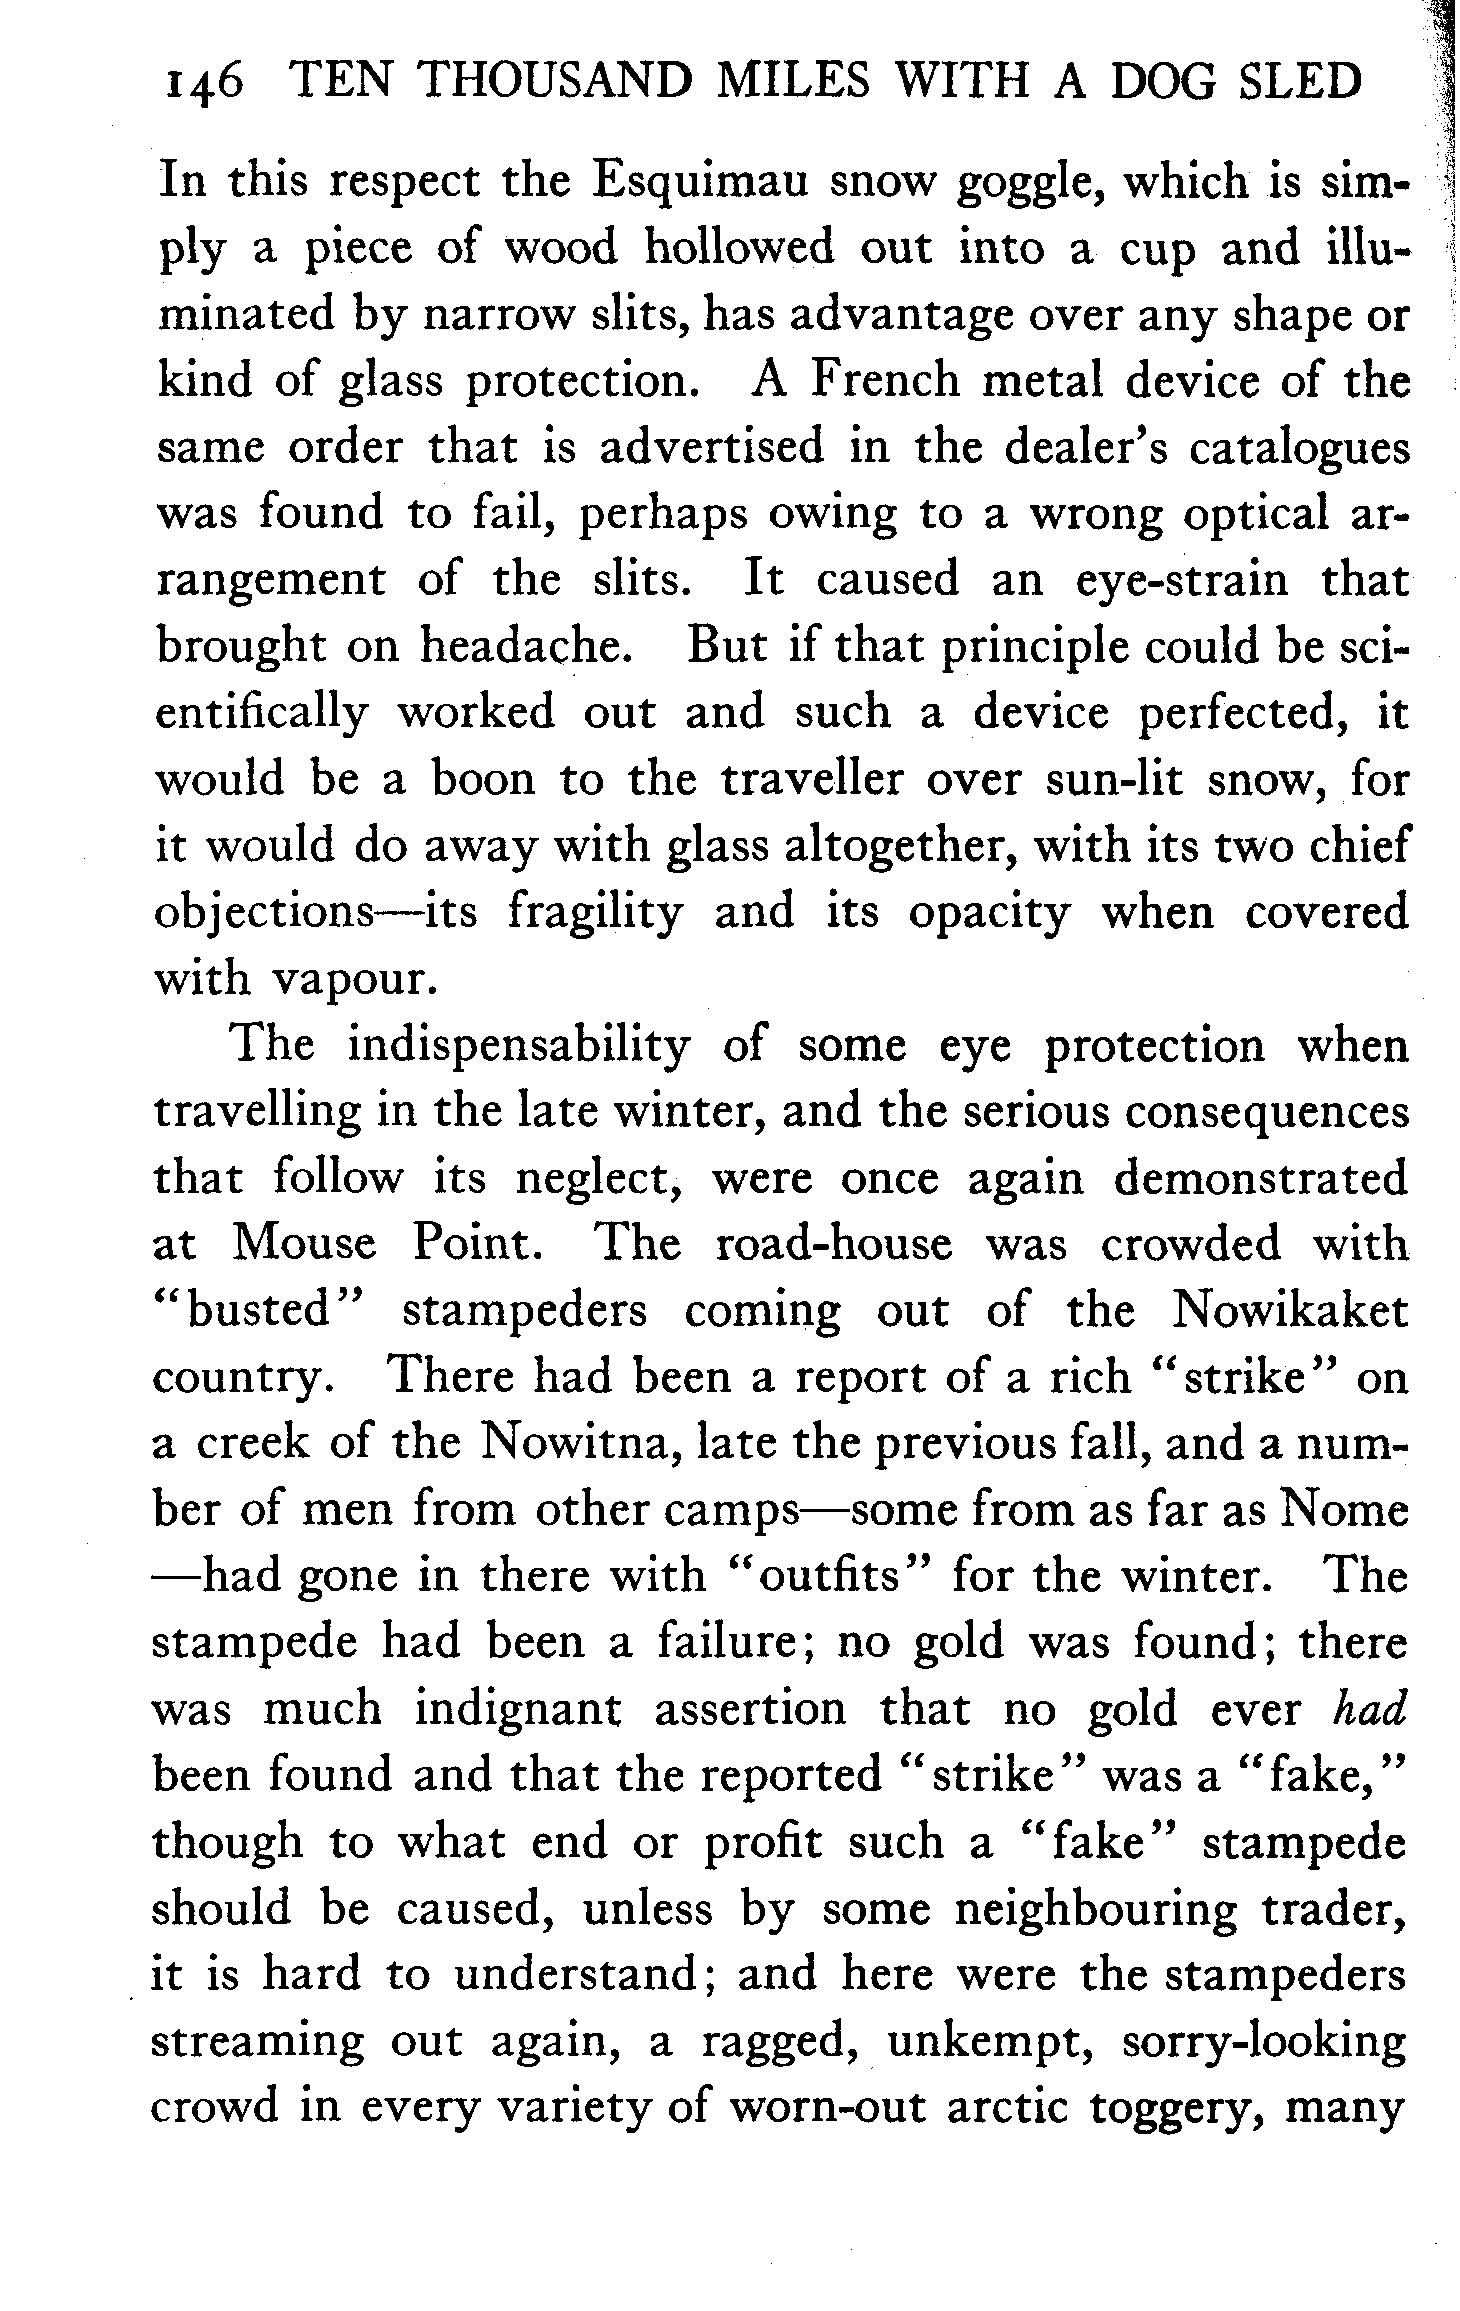 146 TEN THOUSAND MILES WITH A DOG SLED
In this respect the Esquimau snow goggle, which is sim-
ply a piece of wood hollowed out into a cup and illu-
minated by narrow slits, has advantage over any shape or
kind of glass protection. A French metal device of the
same order that is advertised in the dealer's catalogues
was found to fail, perhaps owing to a wrong optical ar-
rangement of the slits. It caused an eye-strain that
brought on headache. But if that principle could be sci-
entifically worked out and such a device perfected, it
would be a boon to the traveller over sun-lit snow, for
it would do away with glass altogether, with its two chief
objections—its fragility and its opacity when covered
with vapour.
The indispensability of some eye protection when
travelling in the late winter, and the serious consequences
that follow its neglect, were once again demonstrated
at Mouse Point. The road-house was crowded with
"busted" stampeders coming out of the Nowikaket
country. There had been a report of a rich "strike" on
a creek of the Nowitna, late the previous fall, and a num-
ber of men from other camps—some from as far as Nome
—had gone in there with "outfits" for the winter. The
stampede had been a failure; no gold was found; there
was much indignant assertion that no gold ever had
been found and that the reported "strike" was a "fake,"
though to what end or profit such a "fake" stampede
should be caused, unless by some neighbouring trader,
it is hard to understand; and here were the stampeders
streaming out again, a ragged, unkempt, sorry-looking
crowd in every variety of worn-out arctic toggery, many